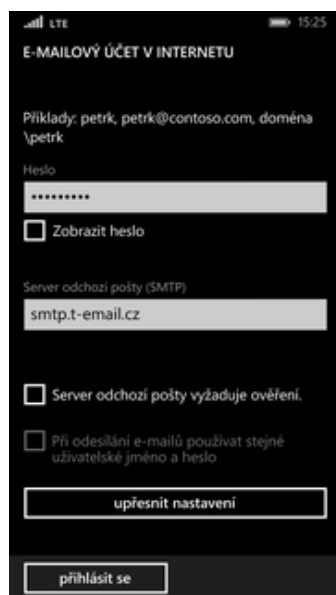 LTE 15:25
E-MAILOVÝ ÚČET V INTERNETU
Příklady: petrk, petrk@contoso.com, doména
\petrk
Heslo
•••••••••
Zobrazit heslo
Server odchozí pošty (SMTP)
smtp.t-email.cz
Server odchozí pošty vyžaduje ověření.
Při odesílání e-mailů používat stejné
uživatelské jméno a heslo
upřesnit nastavení
přihlásit se